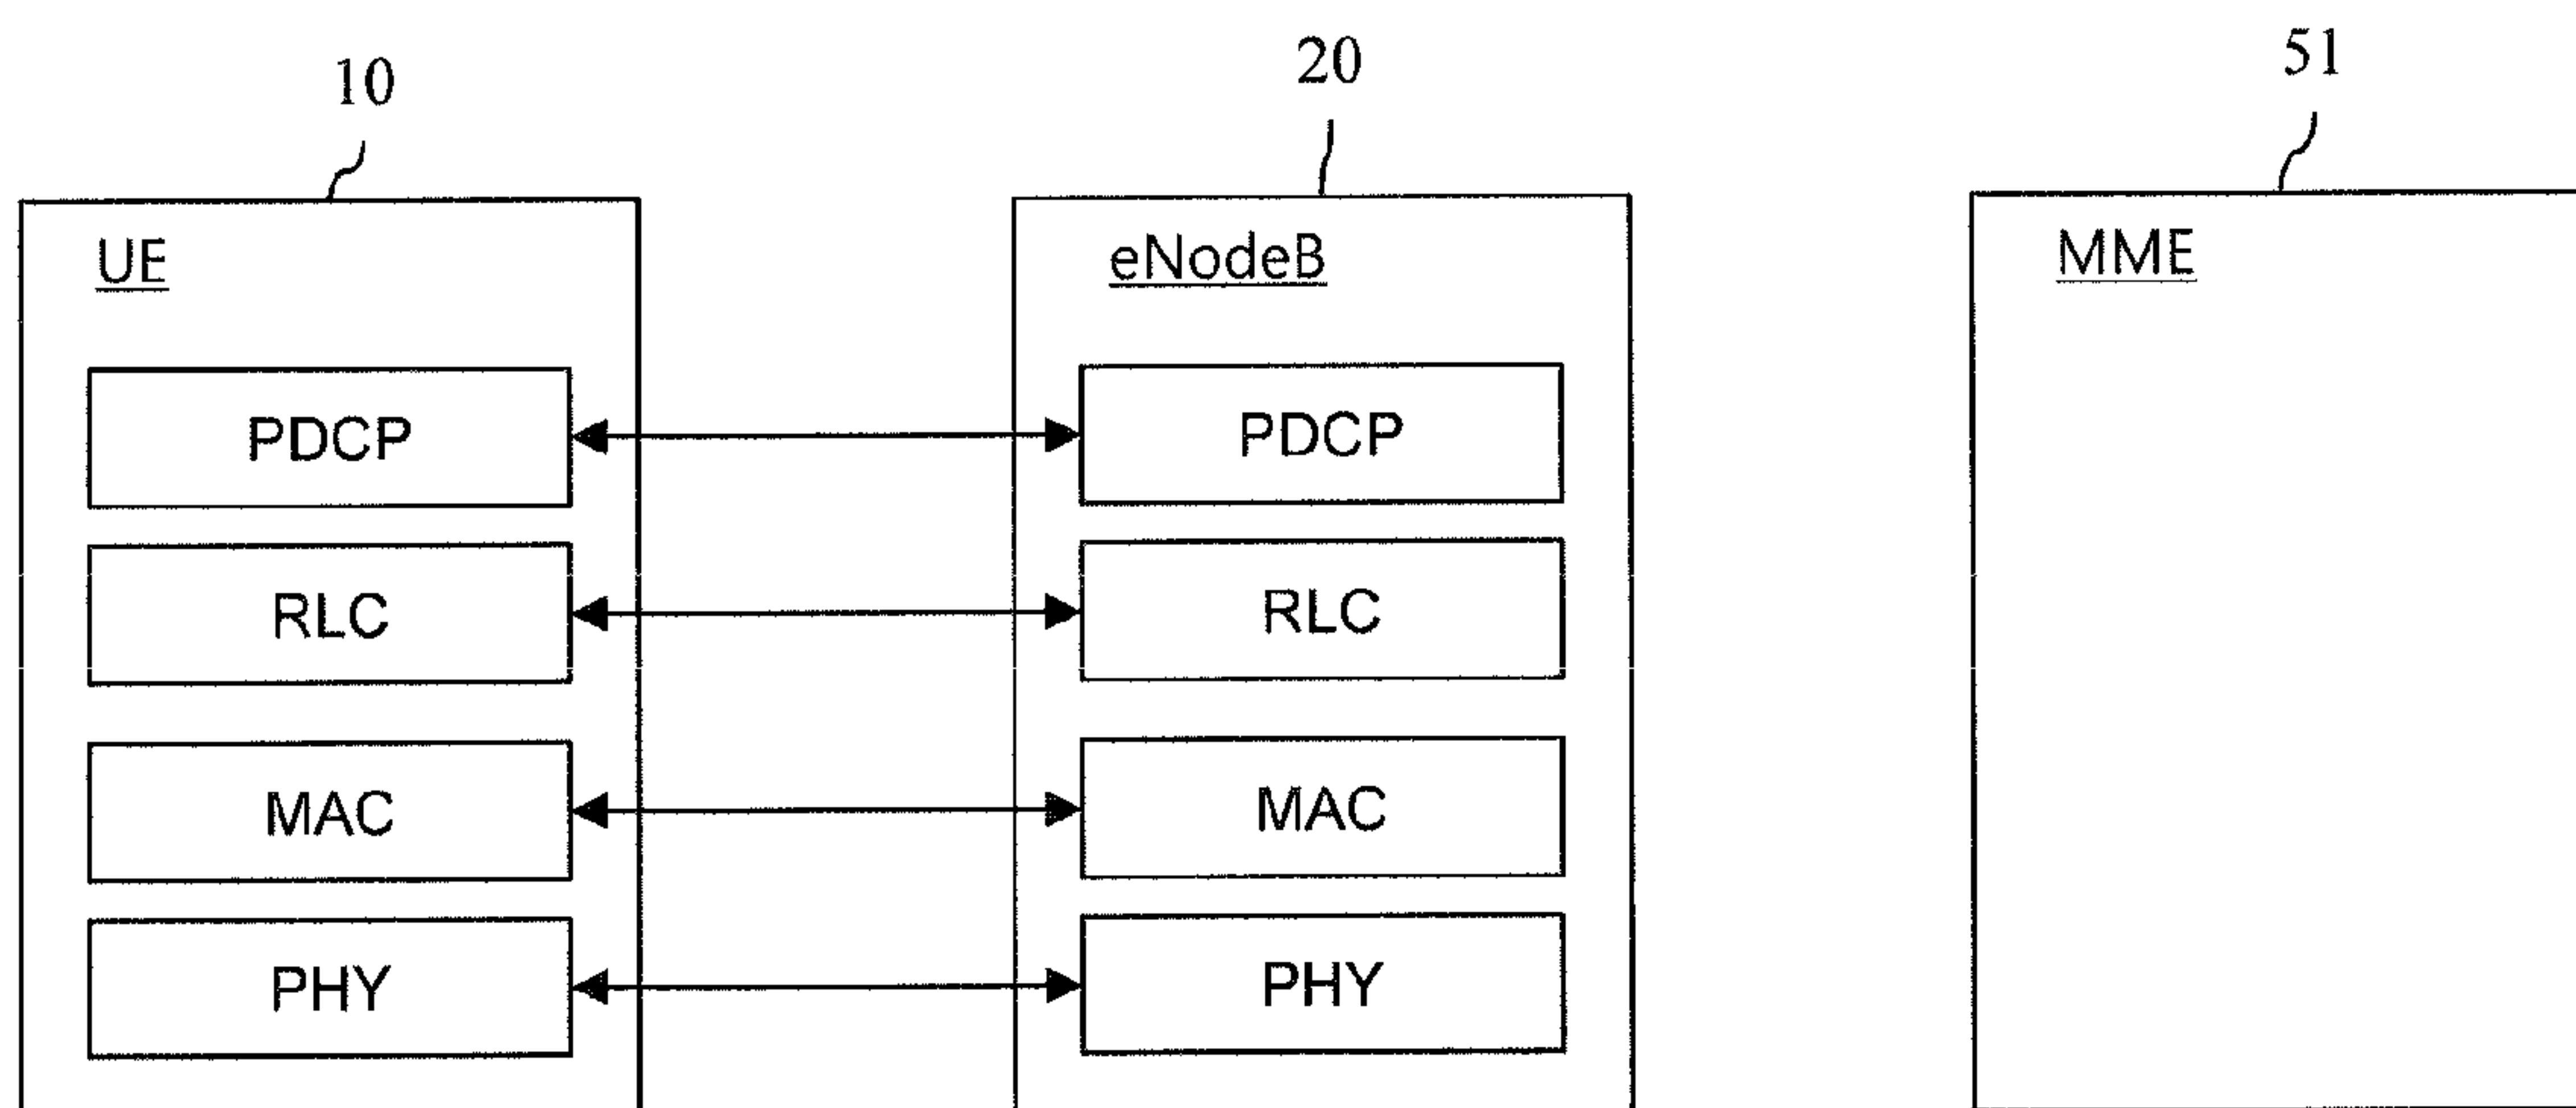 10 20 51
UE eNodeB MME
PDCP PDCP
RLC RLC
MAC MAC
PHY PHY